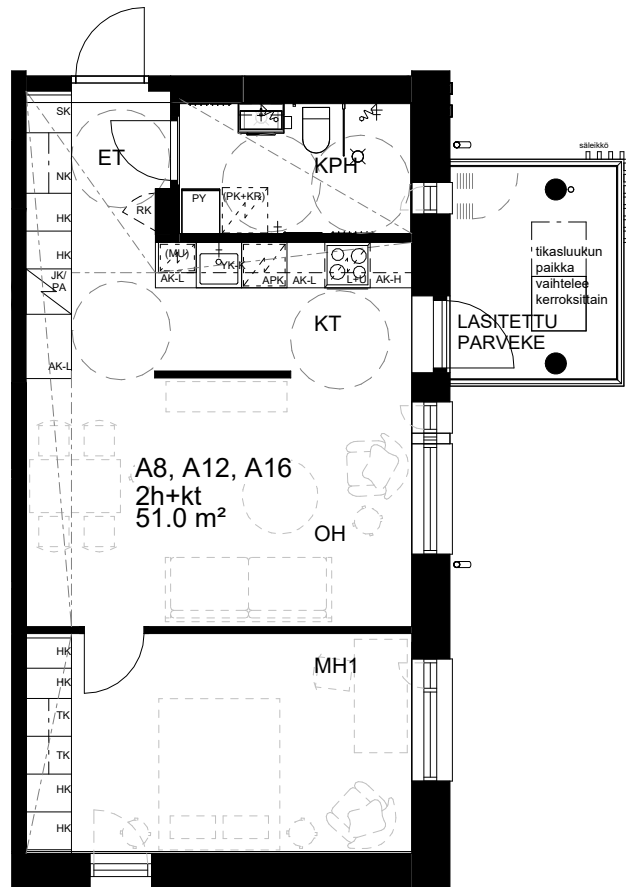 SK
ET
NK
RK
HK
HK
JK/
PA
AK-L
PY
(PK+KR)
KPH
(MU)
AK-L
YK-K
APK
AK-L
L+U
AK-H
KT
säleikkö
tikasluukun
paikka
vaihtelee
kerroksittain
LASITETTU
PARVEKE
A8, A12, A16
2h+kt
51.0 m²
OH
MH1
HK
HK
TK
TK
HK
HK